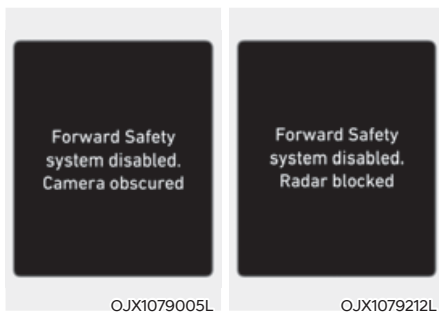 Forward Safety
system disabled.
Camera obscured
OJX1079005L
Forward Safety
system disabled.
Radar blocked
OJX1079212L